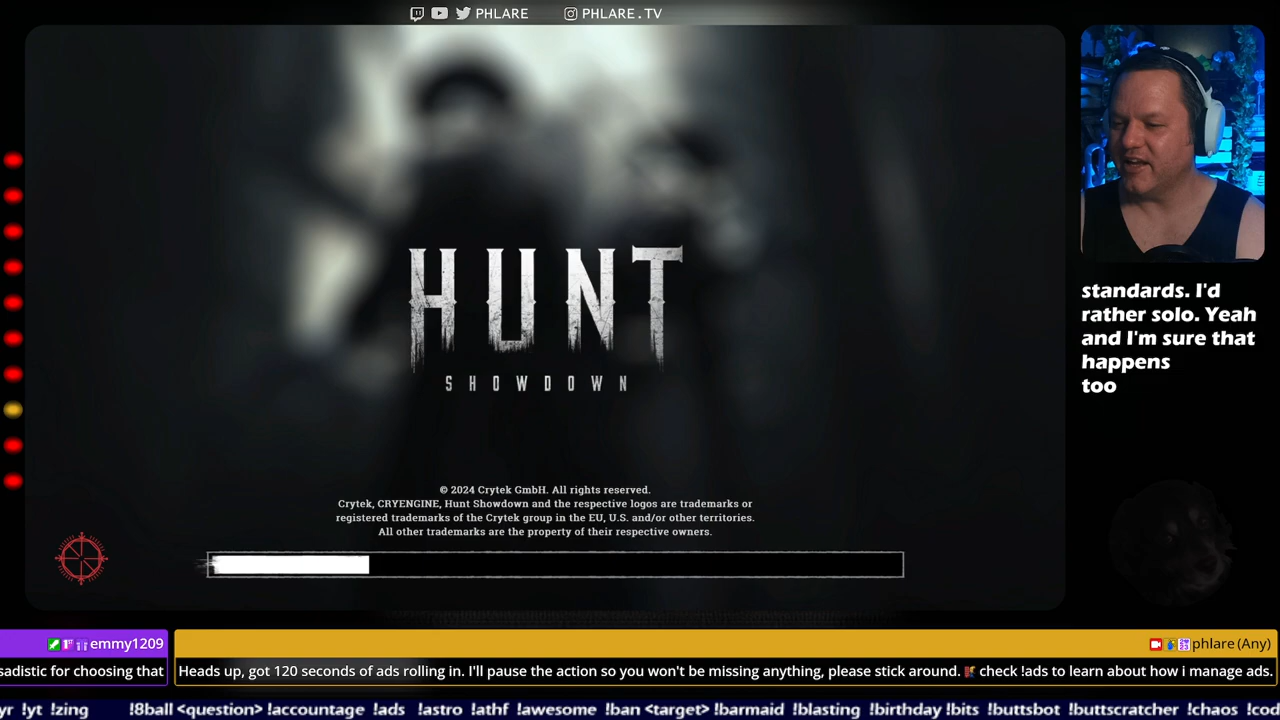 PHLARE PHLARE.TV
HUNT
SHOWDOWN
© 2024 Crytek GmbH. All rights reserved.
Crytek, CRYENGINE, Hunt Showdown and the respective logos are trademarks or
registered trademarks of the Crytek group in the EU, U.S. and/or other territories.
All other trademarks are the property of their respective owners.
standards. I'd
rather solo. Yeah
and I'm sure that
happens
too
emmy1209
sadistic for choosing that
phlare (Any)
Heads up, got 120 seconds of ads rolling in. I'll pause the action so you won't be missing anything, please stick around. check !ads to learn about how i manage ads.
yr !yt !zing !8ball <question> !accountage !ads !astro !athf !awesome !ban <target> !barmaid !blasting !birthday !bits !buttsbot !buttscratcher !chaos !cod